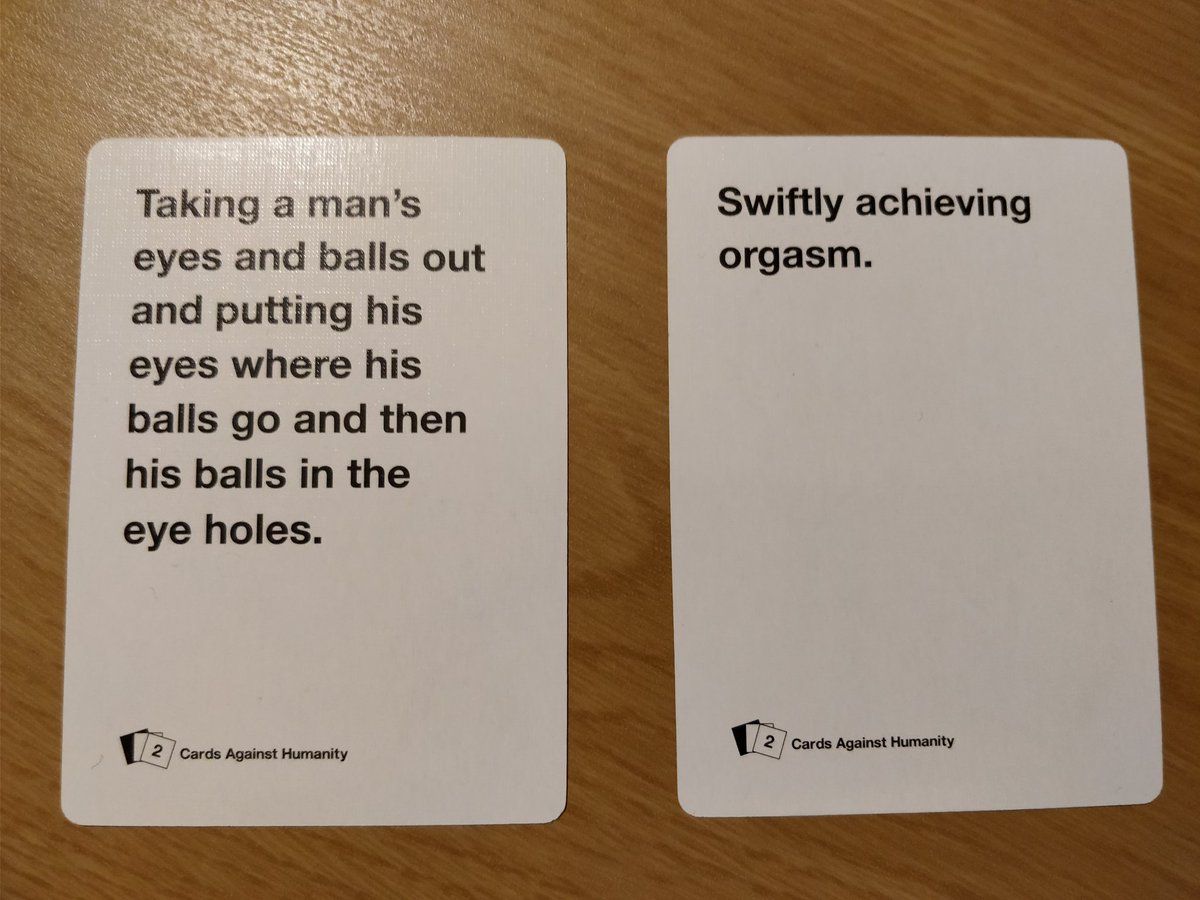 Taking a man's
eyes and balls out
and putting his
eyes where his
balls go and then
his balls in the
eye holes.
2 Cards Against Humanity
Swiftly achieving
orgasm.
2 Cards Against Humanity